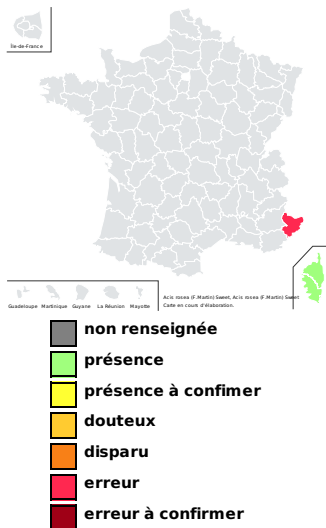 Île-de-France
Guadeloupe Martinique Guyane La Réunion Mayotte
Acis rosea (F.Martin) Sweet, Acis rosea (F.Martin) Sweet
Carte en cours d'élaboration.
non renseignée
présence
présence à confimer
douteux
disparu
erreur
erreur à confirmer